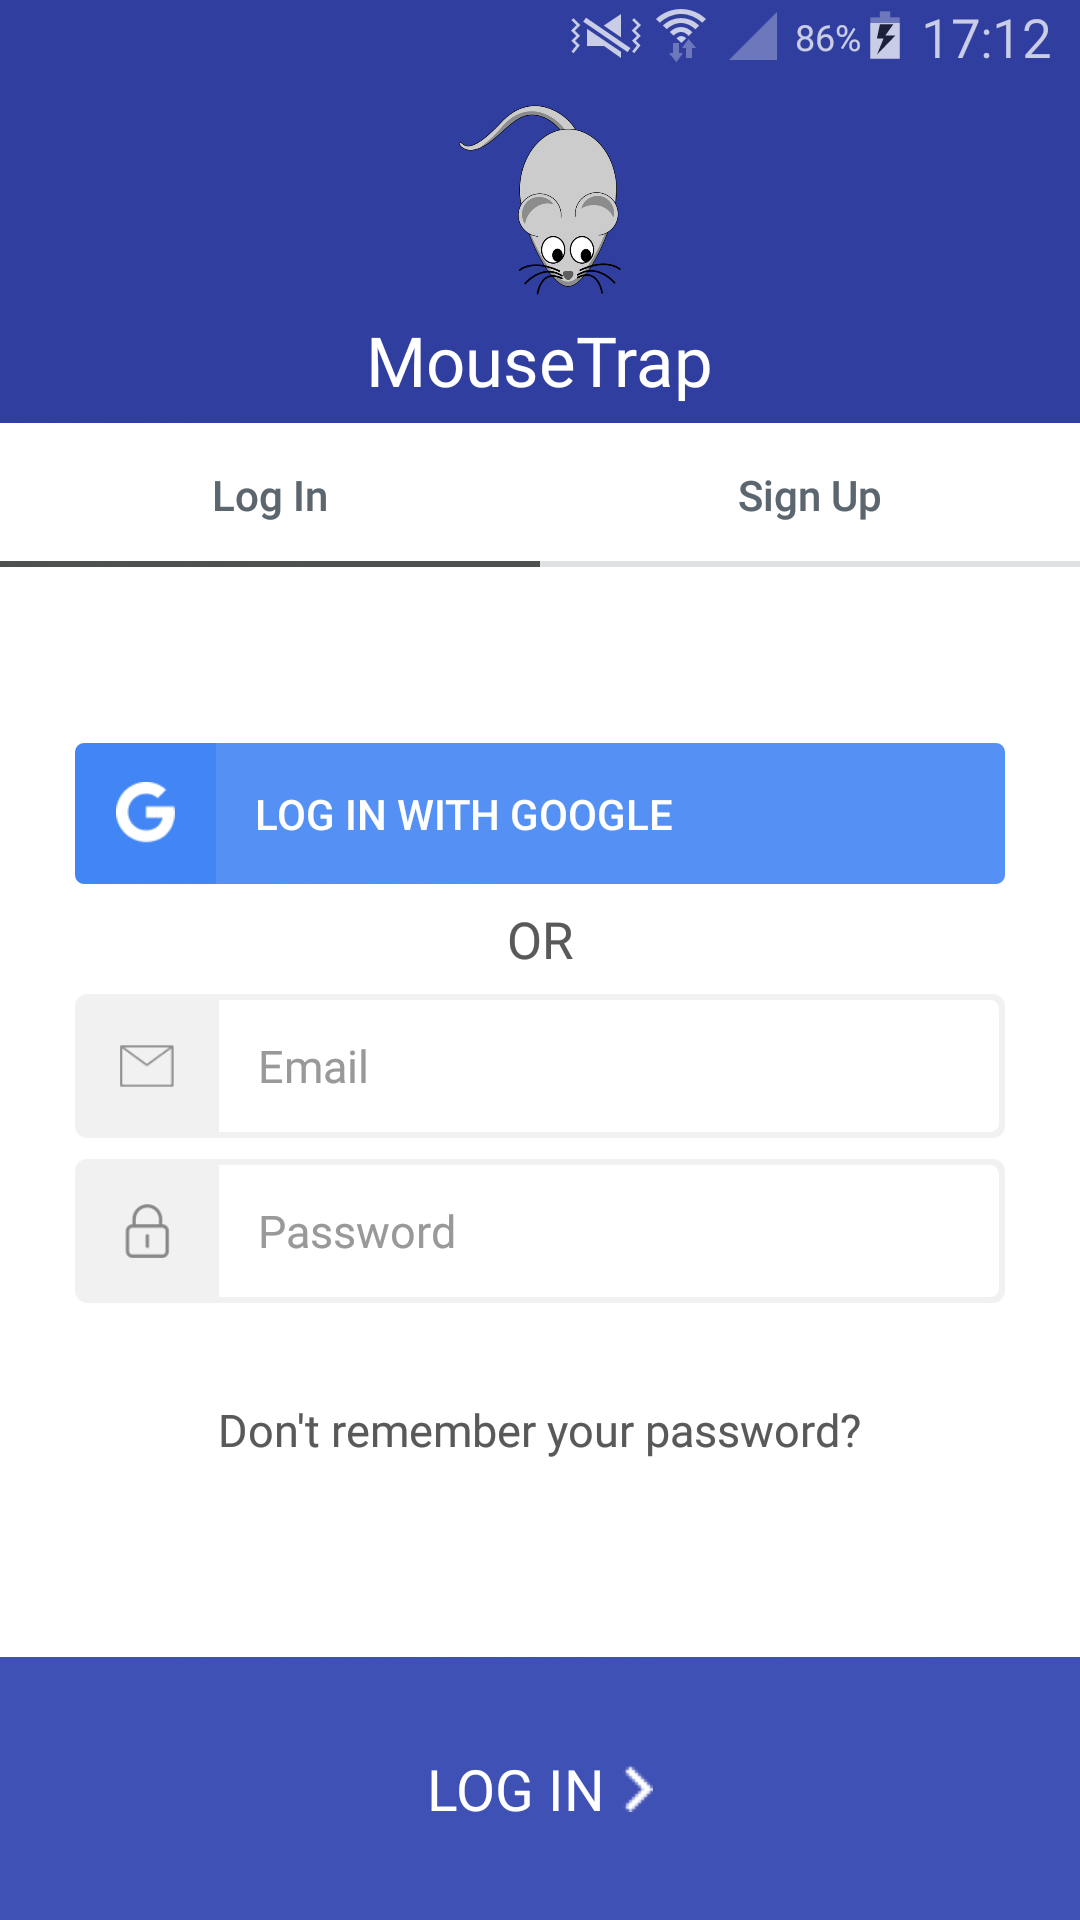 86% 17:12
MouseTrap
Log In
Sign Up
LOG IN WITH GOOGLE
OR
Email
Password
Don't remember your password?
LOG IN